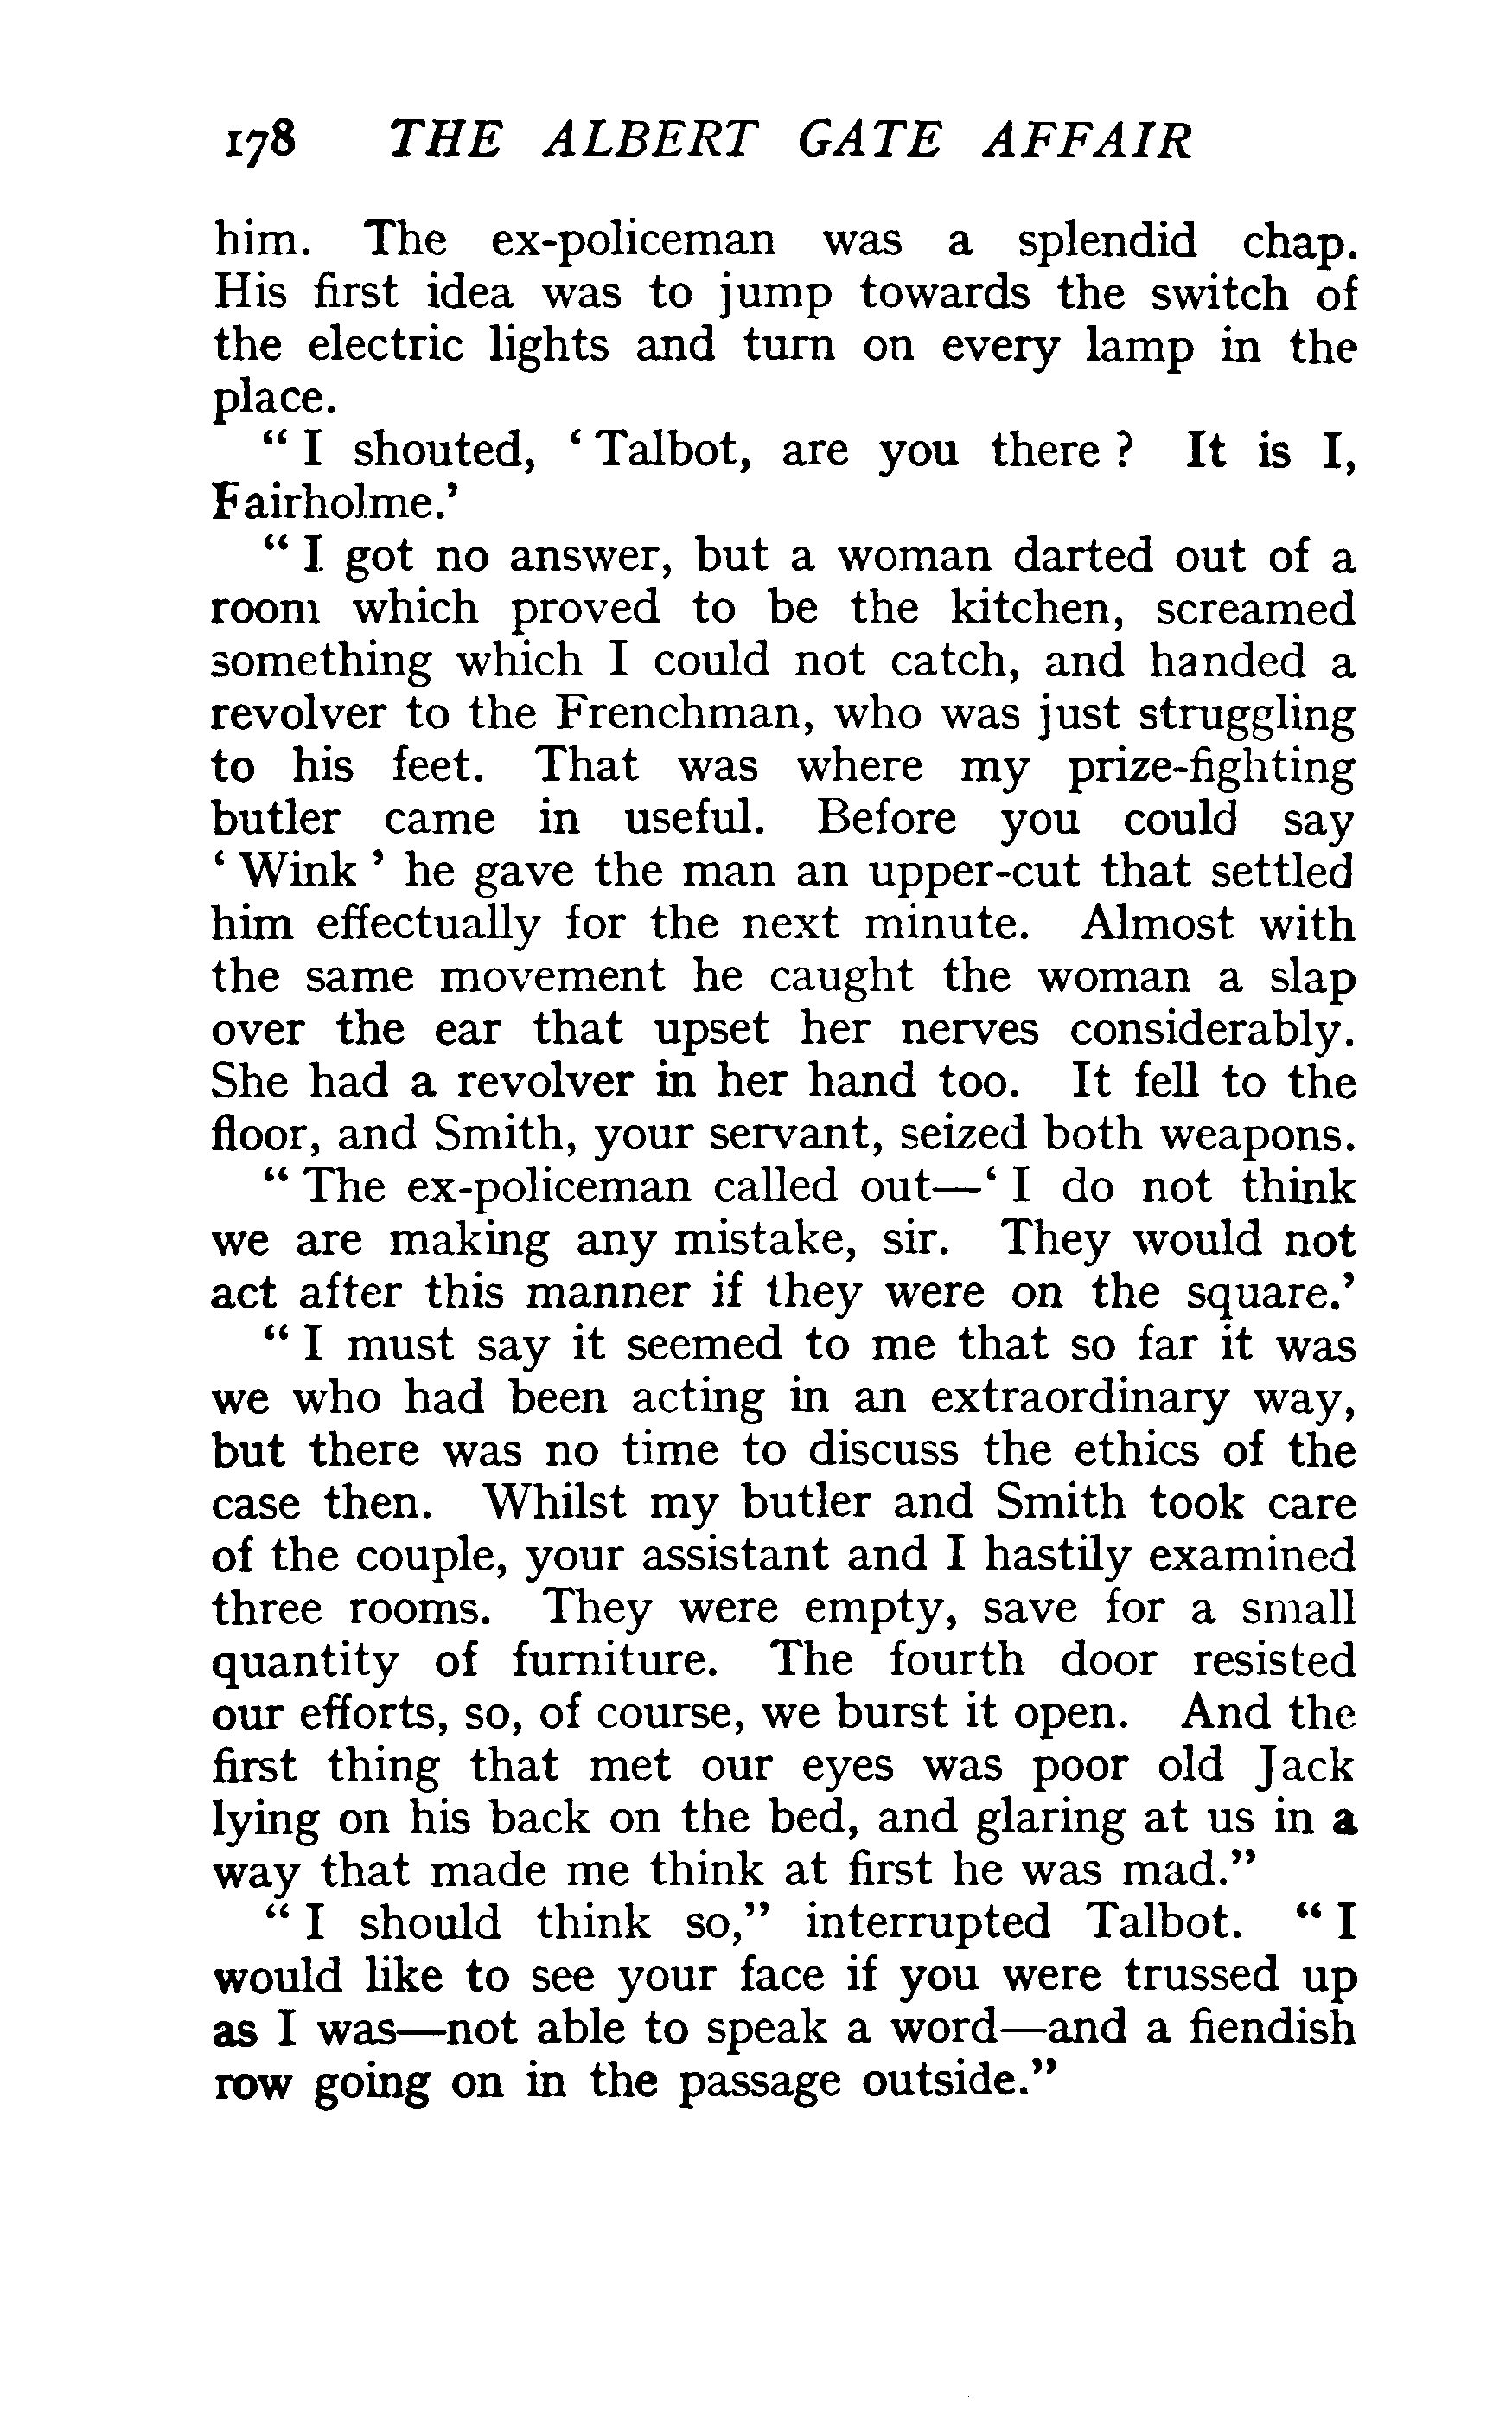 178 THE ALBERT GATE AFFAIR
him. The ex-policeman was a splendid chap.
His first idea was to jump towards the switch of
the electric lights and turn on every lamp in the
place.
“ I shouted, ‘ Talbot, are you there ? It is I,
Fairholme.’
“ I got no answer, but a woman darted out of a
room which proved to be the kitchen, screamed
something which I could not catch, and handed a
revolver to the Frenchman, who was just struggling
to his feet. That was where my prize-fighting
butler came in useful. Before you could say
‘ Wink ’ he gave the man an upper-cut that settled
him effectually for the next minute. Almost with
the same movement he caught the woman a slap
over the ear that upset her nerves considerably.
She had a revolver in her hand too. It fell to the
floor, and Smith, your servant, seized both weapons.
“ The ex-policeman called out—‘ I do not think
we are making any mistake, sir. They would not
act after this manner if they were on the square.’
“ I must say it seemed to me that so far it was
we who had been acting in an extraordinary way,
but there was no time to discuss the ethics of the
case then. Whilst my butler and Smith took care
of the couple, your assistant and I hastily examined
three rooms. They were empty, save for a small
quantity of furniture. The fourth door resisted
our efforts, so, of course, we burst it open. And the
first thing that met our eyes was poor old Jack
lying on his back on the bed, and glaring at us in a
way that made me think at first he was mad.”
“ I should think so,” interrupted Talbot. “ I
would like to see your face if you were trussed up
as I was—not able to speak a word—and a fiendish
row going on in the passage outside.”